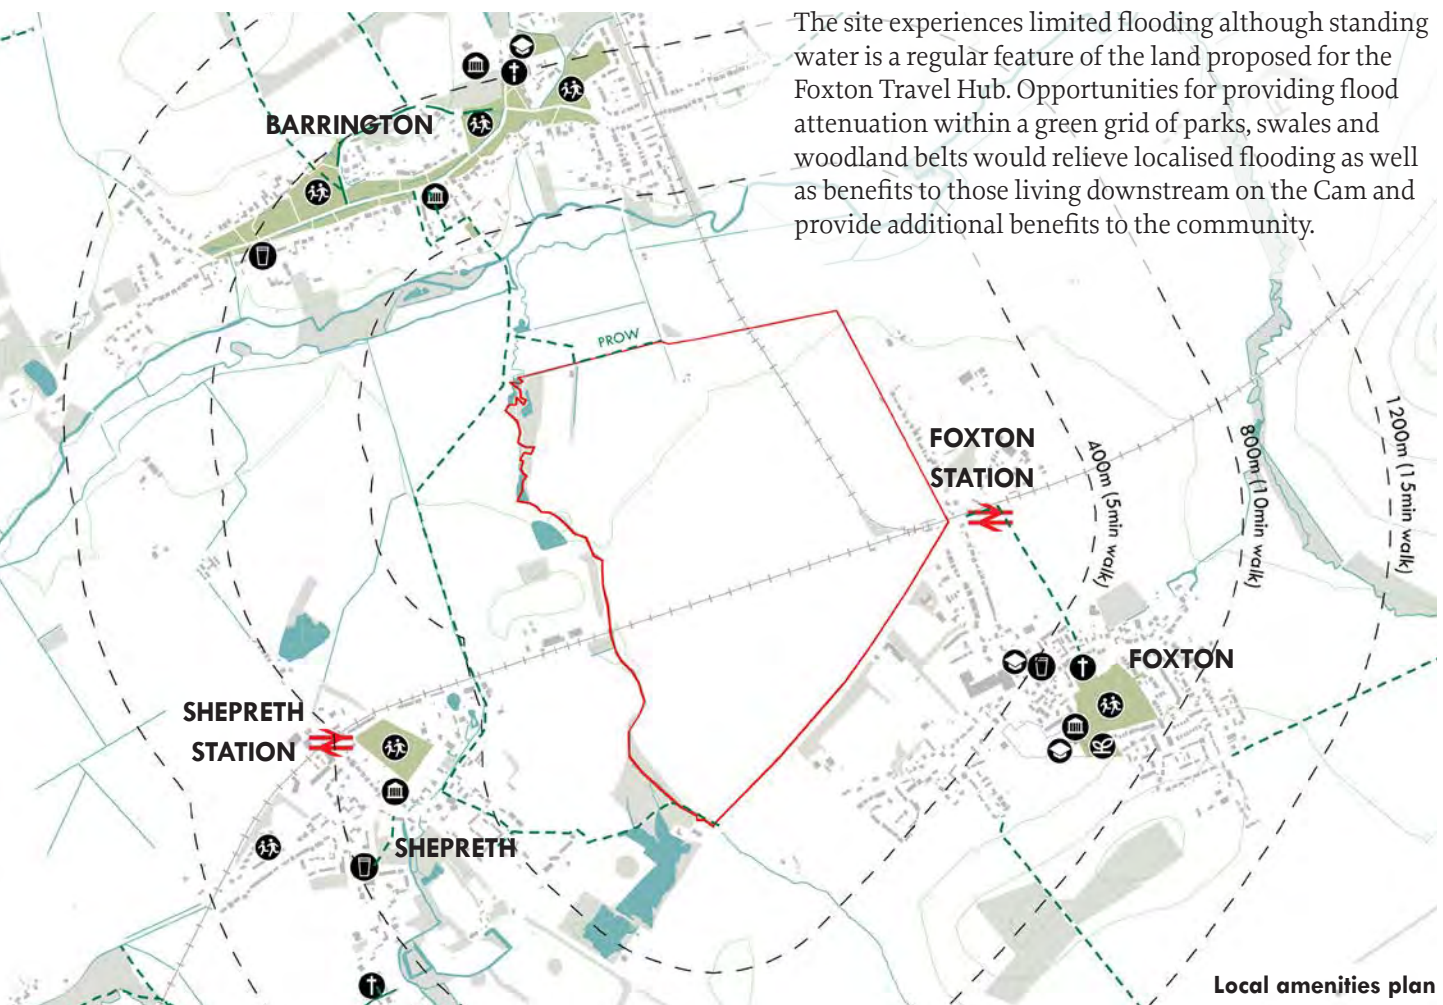 The site experiences limited flooding although standing
water is a regular feature of the land proposed for the
Foxton Travel Hub. Opportunities for providing flood
attenuation within a green grid of parks, swales and
woodland belts would relieve localised flooding as well
as benefits to those living downstream on the Cam and
provide additional benefits to the community.
BARRINGTON
PROW
FOXTON
STATION
400m (5min walk)
800m (10min walk)
1200m (15min walk)
FOXTON
SHEPRETH
STATION
SHEPRETH
Local amenities plan